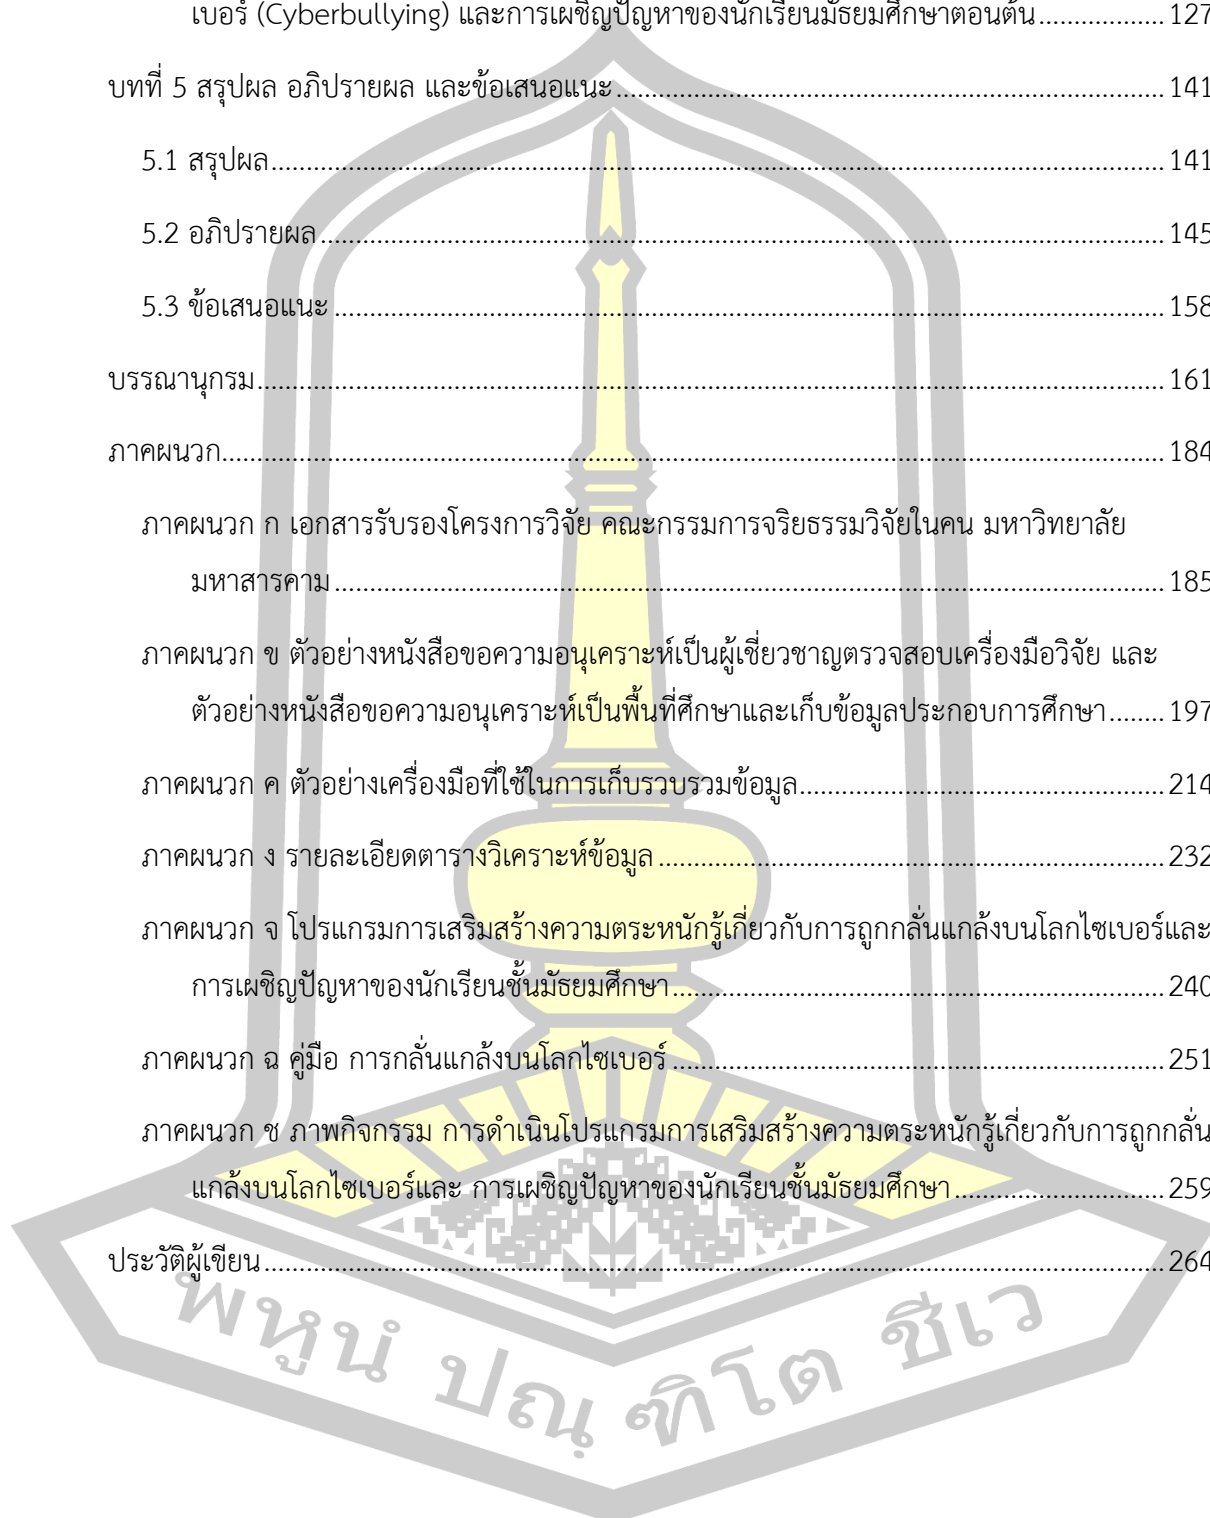 เบอร์ (Cyberbullying) และการเผชิญปัญหาของนักเรียนมัธยมศึกษาตอนต้น................. 127
บทที่ 5 สรุปผล อภิปรายผล และข้อเสนอแนะ.......................................................................... 141
5.1 สรุปผล........................................................................................................................ 141
5.2 อภิปรายผล................................................................................................................. 145
5.3 ข้อเสนอแนะ............................................................................................................... 158
บรรณานุกรม......................................................................................................................... 161
ภาคผนวก.............................................................................................................................. 184
ภาคผนวก ก เอกสารรับรองโครงการวิจัย คณะกรรมการจริยธรรมวิจัยในคน มหาวิทยาลัย
มหาสารคาม............................................................................................................... 185
ภาคผนวก ข ตัวอย่างหนังสือขอความอนุเคราะห์เป็นผู้เชี่ยวชาญตรวจสอบเครื่องมือวิจัย และ
ตัวอย่างหนังสือขอความอนุเคราะห์เป็นพื้นที่ศึกษาและเก็บข้อมูลประกอบการศึกษา........ 197
ภาคผนวก ค ตัวอย่างเครื่องมือที่ใช้ในการเก็บรวบรวมข้อมูล................................................. 214
ภาคผนวก ง รายละเอียดตารางวิเคราะห์ข้อมูล.................................................................... 232
ภาคผนวก จ โปรแกรมการเสริมสร้างความตระหนักรู้เกี่ยวกับการถูกกลั่นแกล้งบนโลกไซเบอร์และ
การเผชิญปัญหาของนักเรียนชั้นมัธยมศึกษา.................................................................. 240
ภาคผนวก ฉ คู่มือ การกลั่นแกล้งบนโลกไซเบอร์.................................................................. 251
ภาคผนวก ช ภาพกิจกรรม การดำเนินโปรแกรมการเสริมสร้างความตระหนักรู้เกี่ยวกับการถูกกลั่น
แกล้งบนโลกไซเบอร์และ การเผชิญปัญหาของนักเรียนชั้นมัธยมศึกษา............................ 259
ประวัติผู้เขียน........................................................................................................................ 264
พหูนํ ปณฺฑิโต ชีเว